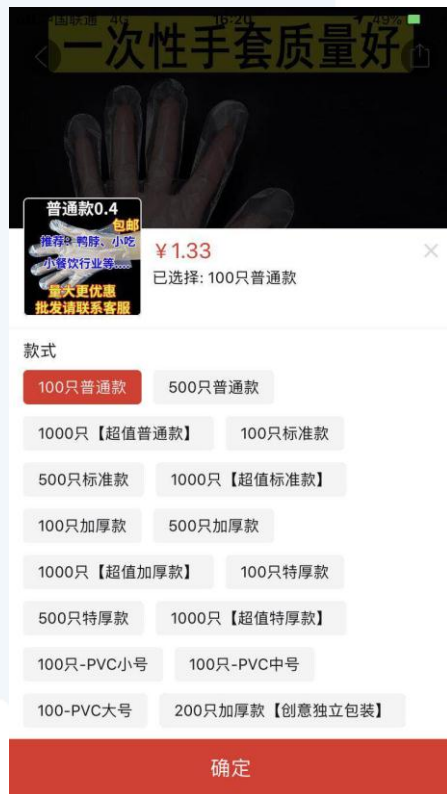 中国联通 4G 16:20 49%
一次性手套质量好
普通款0.4
包邮
推荐：鸭脖、小吃
小餐饮行业等....
量大更优惠
批发请联系客服
￥1.33
已选择: 100只普通款
款式
100只普通款 500只普通款
1000只【超值普通款】 100只标准款
500只标准款 1000只【超值标准款】
100只加厚款 500只加厚款
1000只【超值加厚款】 100只特厚款
500只特厚款 1000只【超值特厚款】
100只-PVC小号 100只-PVC中号
100-PVC大号 200只加厚款【创意独立包装】
确定